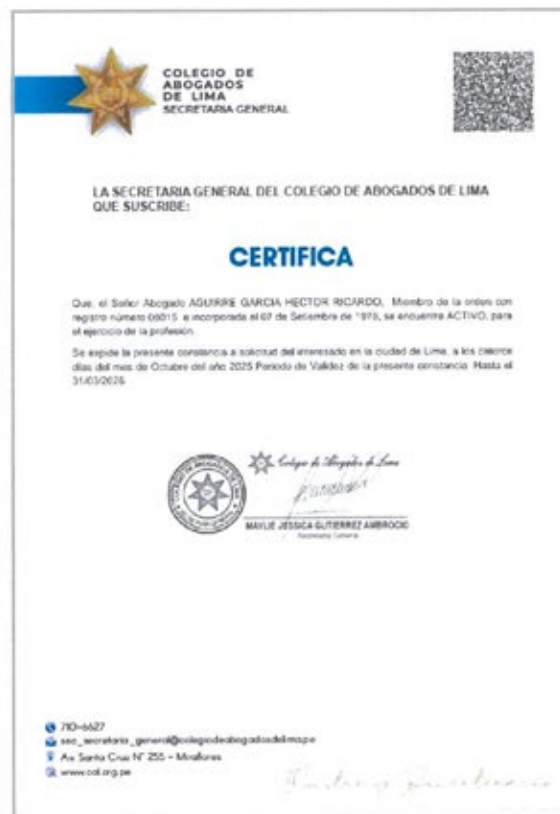 COLEGIO DE
ABOGADOS
DE LIMA
SECRETARIA GENERAL
LA SECRETARIA GENERAL DEL COLEGIO DE ABOGADOS DE LIMA
QUE SUSCRIBE:
CERTIFICA
Que, el Señor Abogado AGUIRRE GARCIA HECTOR RICARDO, Miembro de la orden con
registro número e incorporada el 07 de Setiembre de, se encuentra ACTIVO, para
el ejercicio de la profesión.
Se expide la presente constancia a solicitud del interesado en la ciudad de Lima, a los catorce
días del mes de Octubre del año 2025 Periodo de Validez de la presente constancia Hasta el
31/03/2026
Colegio de Abogados de Lima
MAYLIE JESSICA GUTIERREZ AMBROCIO
Secretaria General
710-6627
sec_secretaria_general@colegiodeabogadosdelima.pe
Av. Santa Cruz N° 255 - Miraflores
www.cal.org.pe